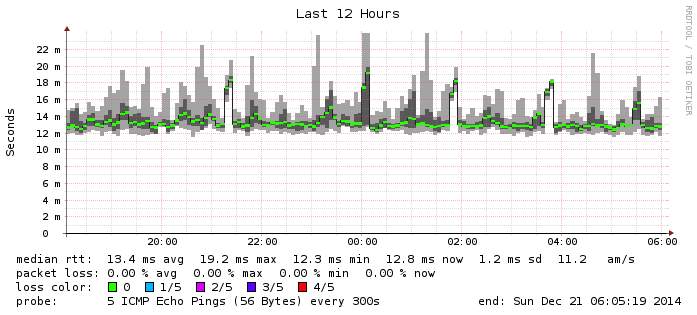 Last 12 Hours
RRDTOOL / TOBI OETIKER
Seconds
22 m
20 m
18 m
16 m
14 m
12 m
10 m
8 m
6 m
4 m
2 m
0
20:00 22:00 00:00 02:00 04:00 06:00
median rtt: 13.4 ms avg 19.2 ms max 12.3 ms min 12.8 ms now 1.2 ms sd 11.2 am/s
packet loss: 0.00 % avg 0.00 % max 0.00 % min 0.00 % now
loss color: 0 1/5 2/5 3/5 4/5
probe: 5 ICMP Echo Pings (56 Bytes) every 300s end: Sun Dec 21 06:05:19 2014